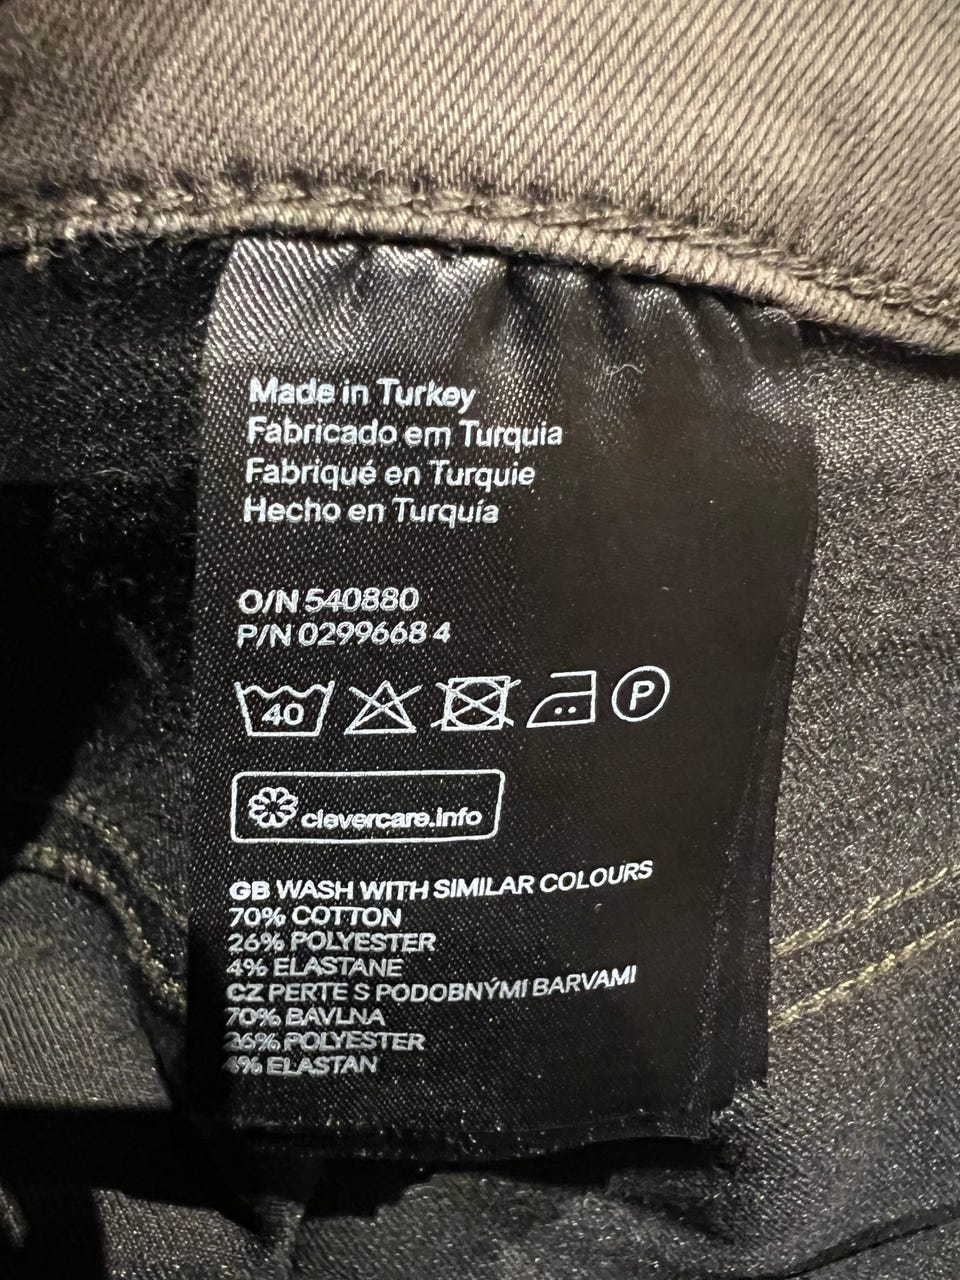 Made in Turkey
Fabricado em Turquia
Fabriqué en Turquie
Hecho en Turquía
O/N 540880
P/N 0299668 4
40 P
clevercare.info
GB WASH WITH SIMILAR COLOURS
70% COTTON
26% POLYESTER
4% ELASTANE
CZ PERTE S PODOBNÝMI BARVAMI
70% BAVLNA
26% POLYESTER
4% ELASTAN